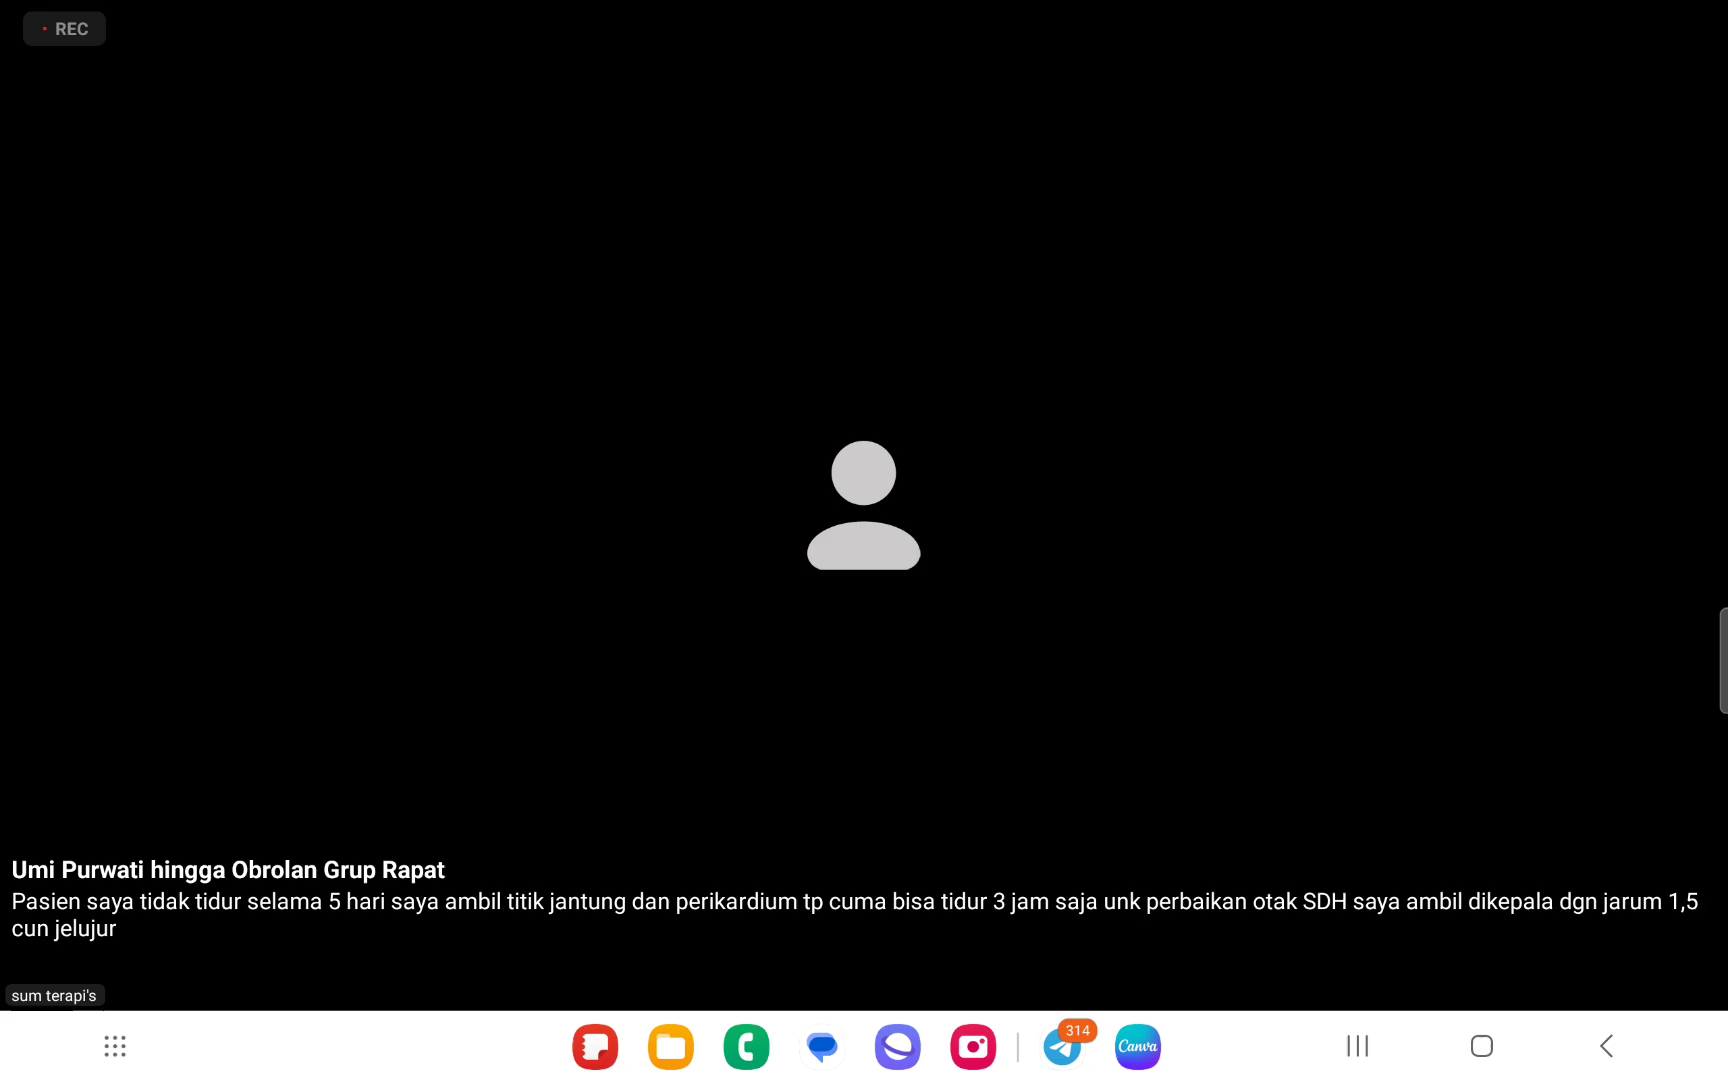 REC
Umi Purwati hingga Obrolan Grup Rapat
Pasien saya tidak tidur selama 5 hari saya ambil titik jantung dan perikardium tp cuma bisa tidur 3 jam saja unk perbaikan otak SDH saya ambil dikepala dgn jarum 1,5
cun jelujur
sum terapi's
314
Canva